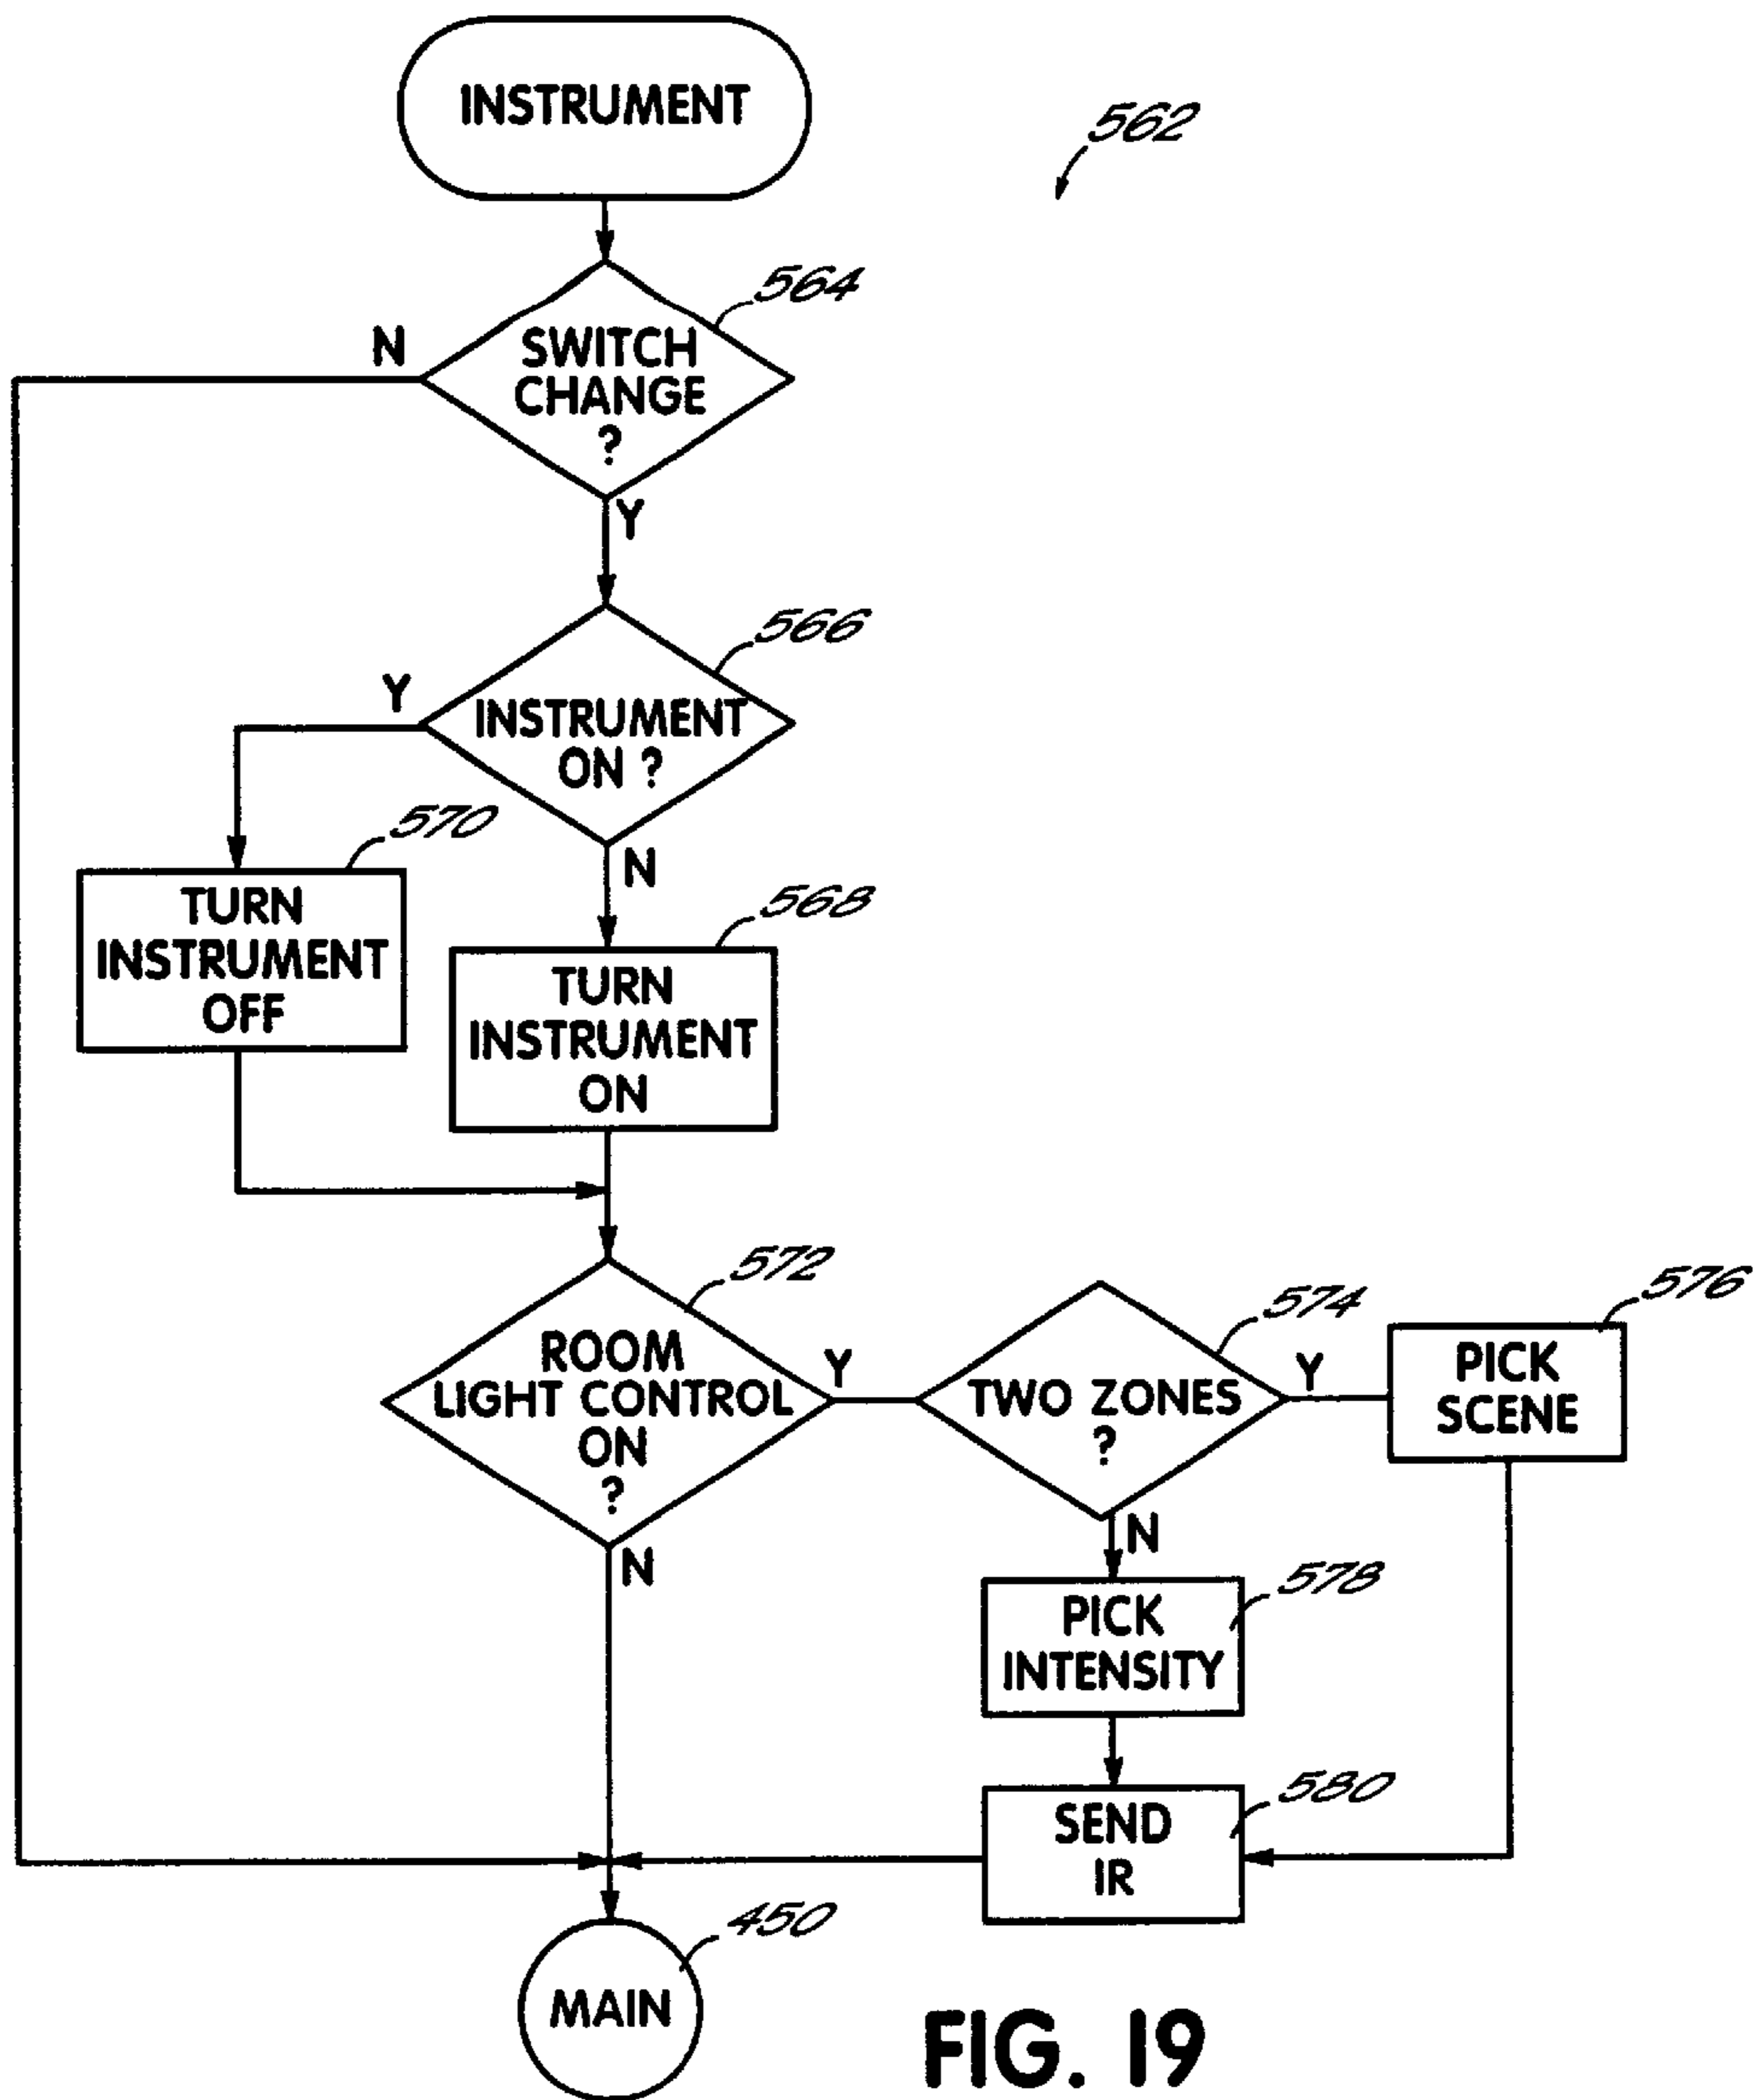 INSTRUMENT
562
564
N
SWITCH
CHANGE
?
Y
566
Y
INSTRUMENT
ON ?
570
N
TURN
INSTRUMENT
OFF
568
TURN
INSTRUMENT
ON
572
ROOM
LIGHT CONTROL
ON
?
Y
N
574
TWO ZONES
?
Y
N
576
PICK
SCENE
578
PICK
INTENSITY
580
SEND
IR
450
MAIN
FIG. 19